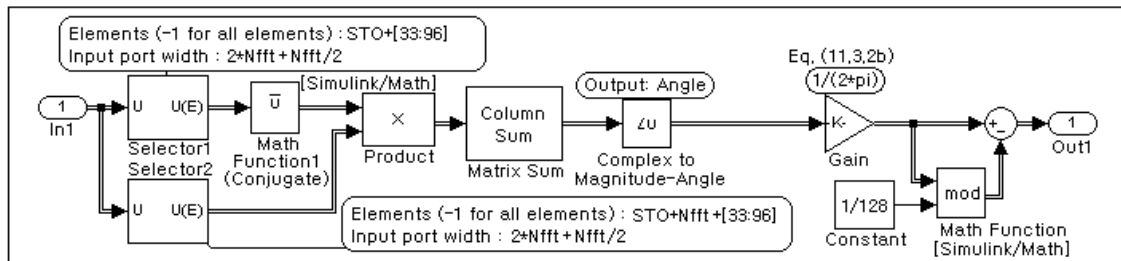 Elements (-1 for all elements) : STO+[33:96]
Input port width : 2*Nfft+Nfft/2
Eq, (11,3,2b)
1/(2*pi)
[Simulink/Math]
Output: Angle
1
In1
U U(E)
Selector1
Selector2
U U(E)
u
Math
Function1
(Conjugate)
×
Product
Column
Sum
Matrix Sum
∠u
Complex to
Magnitude-Angle
K-
Gain
+
-
1
Out1
1/128
Constant
mod
Math Function
[Simulink/Math]
Elements (-1 for all elements) : STO+Nfft+[33:96]
Input port width : 2*Nfft+Nfft/2